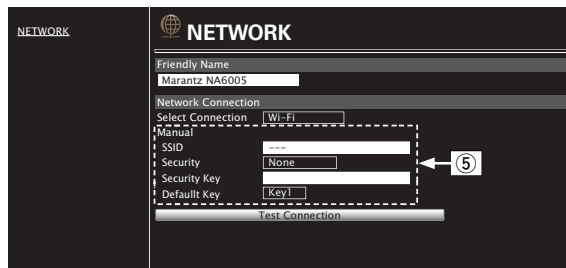 NETWORK
NETWORK
Friendly Name
Marantz NA6005
Network Connection
Select Connection Wi-Fi
Manual
SSID ---
Security None
⑤
Security Key
Defaullt Key Key1
Test Connection